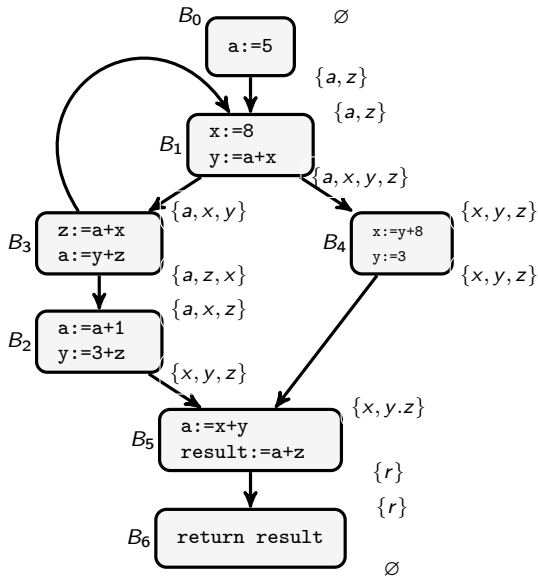 B0
∅
a:=5
{a, z}
{a, z}
B1
x:=8
y:=a+x
{a, x, y, z}
{a, x, y}
{x, y, z}
B3
z:=a+x
a:=y+z
B4
x:=y+8
y:=3
{a, z, x}
{x, y, z}
{a, x, z}
B2
a:=a+1
y:=3+z
{x, y, z}
{x, y.z}
B5
a:=x+y
result:=a+z
{r}
{r}
B6
return result
∅